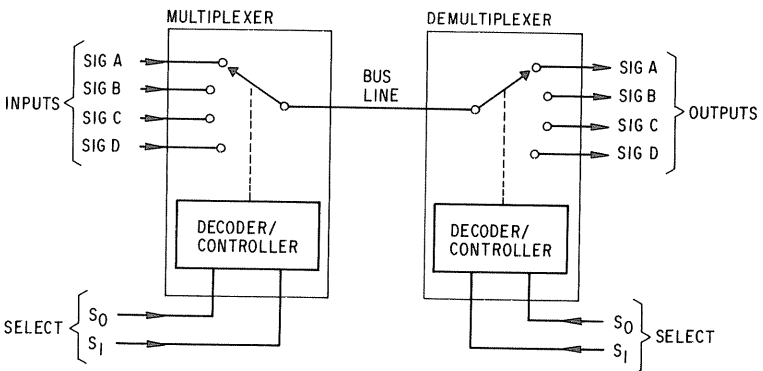 MULTIPLEXER
DEMULTIPLEXER
INPUTS
SIG A
SIG B
SIG C
SIG D
BUS
LINE
SIG A
SIG B
SIG C
SIG D
OUTPUTS
DECODER/
CONTROLLER
DECODER/
CONTROLLER
SELECT
S0
S1
S0
S1
SELECT